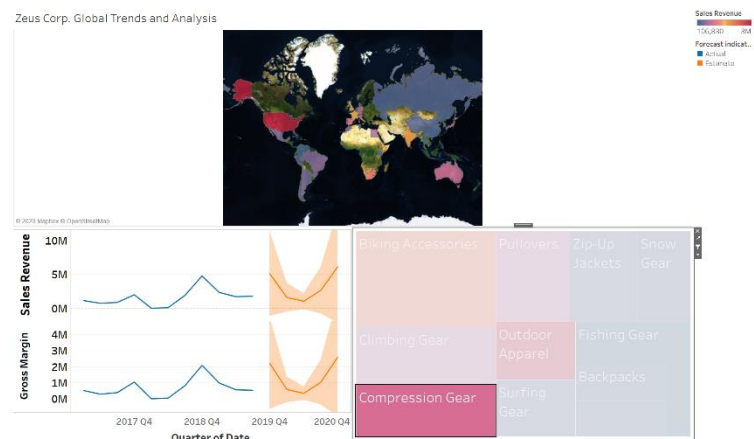 Zeus Corp. Global Trends and Analysis
Sales Revenue
106,830 8M
Forecast indicat..
Actual
Estimate
© 2020 Mapbox © OpenStreetMap
Sales Revenue
10M
5M
0M
Gross Margin
4M
3M
2M
1M
0M
2017 Q4 2018 Q4 2019 Q4 2020 Q4
Quarter of Date
Biking Accessories
Pullovers
Zip-Up
Jackets
Snow
Gear
Climbing Gear
Outdoor
Apparel
Fishing Gear
Compression Gear
Surfing
Gear
Backpacks